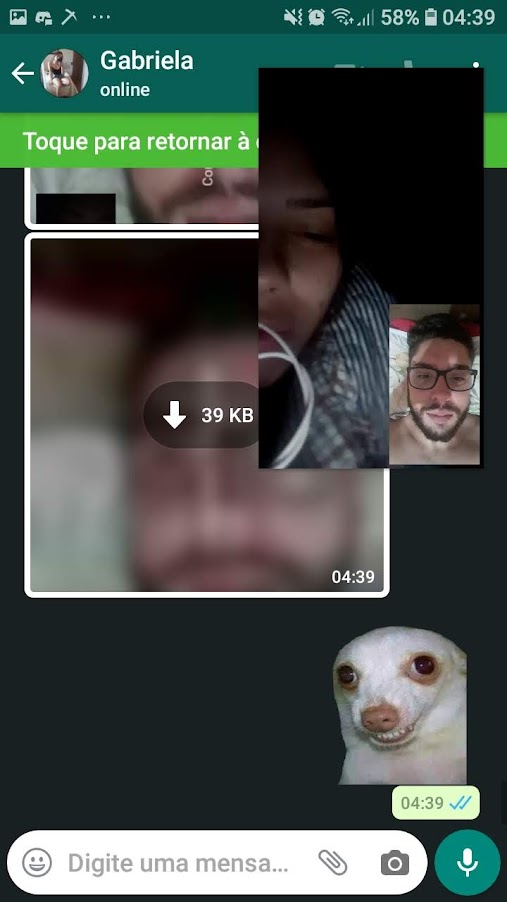 58% 04:39
Gabriela
online
Toque para retornar à
39 KB
04:39
04:39
Digite uma mensa...